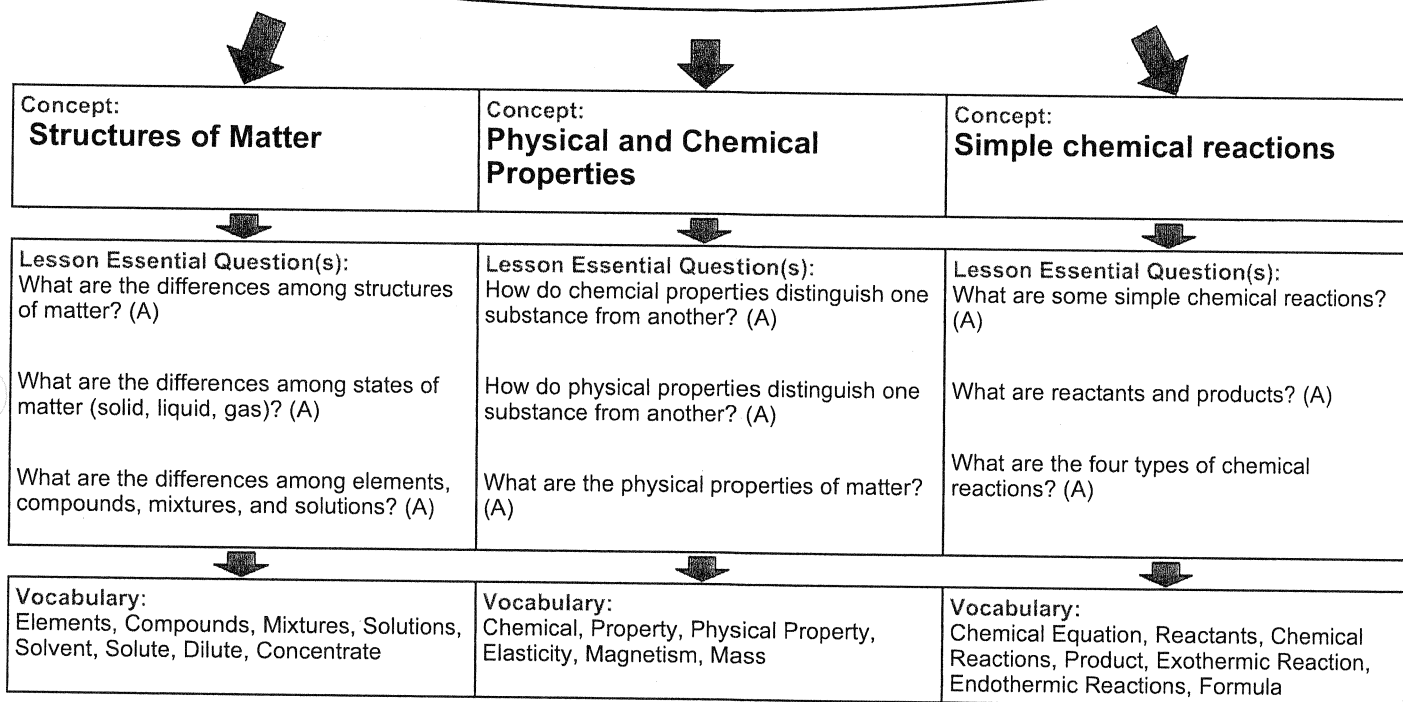 Concept:
Structures of Matter
Concept:
Physical and Chemical
Properties
Concept:
Simple chemical reactions
Lesson Essential Question(s):
What are the differences among structures
of matter? (A)
What are the differences among states of
matter (solid, liquid, gas)? (A)
What are the differences among elements,
compounds, mixtures, and solutions? (A)
Lesson Essential Question(s):
How do chemcial properties distinguish one
substance from another? (A)
How do physical properties distinguish one
substance from another? (A)
What are the physical properties of matter?
(A)
Lesson Essential Question(s):
What are some simple chemical reactions?
(A)
What are reactants and products? (A)
What are the four types of chemical
reactions? (A)
Vocabulary:
Elements, Compounds, Mixtures, Solutions,
Solvent, Solute, Dilute, Concentrate
Vocabulary:
Chemical, Property, Physical Property,
Elasticity, Magnetism, Mass
Vocabulary:
Chemical Equation, Reactants, Chemical
Reactions, Product, Exothermic Reaction,
Endothermic Reactions, Formula